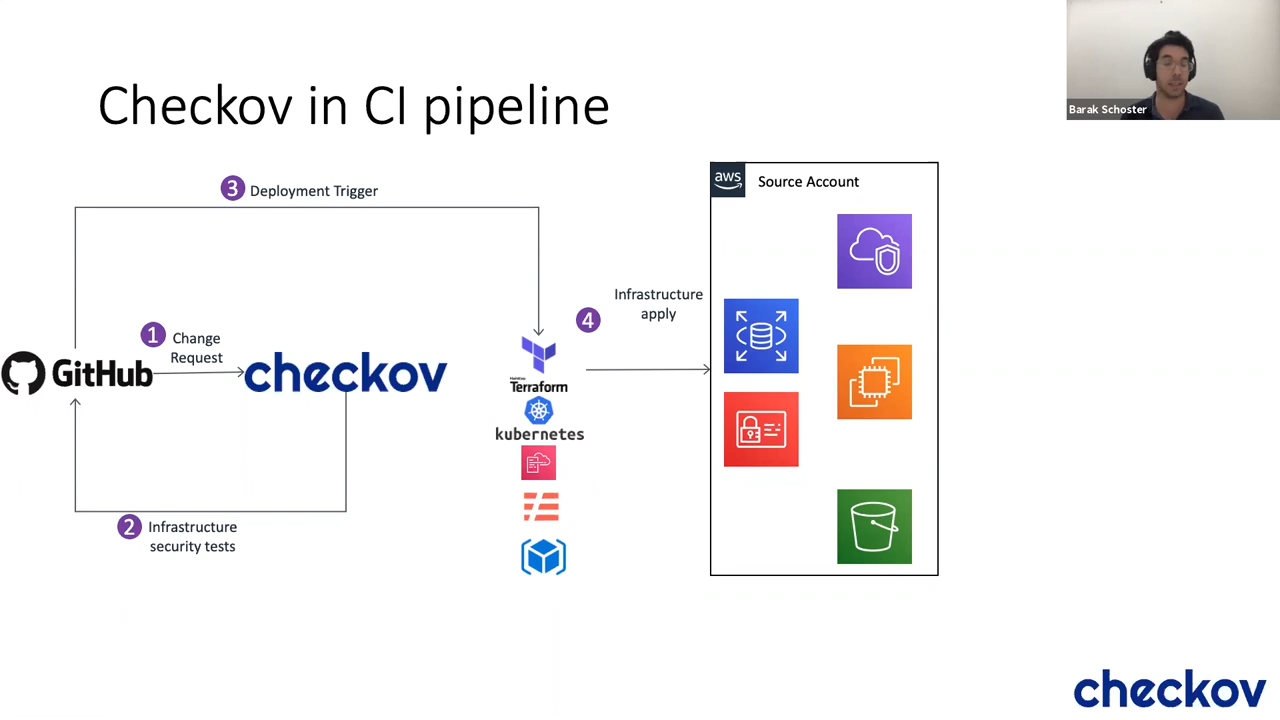 Checkov in CI pipeline
Barak Schoster
3 Deployment Trigger
aws Source Account
1 Change
Request
GitHub
checkov
4 Infrastructure
apply
Terraform
kubernetes
2 Infrastructure
security tests
checkov